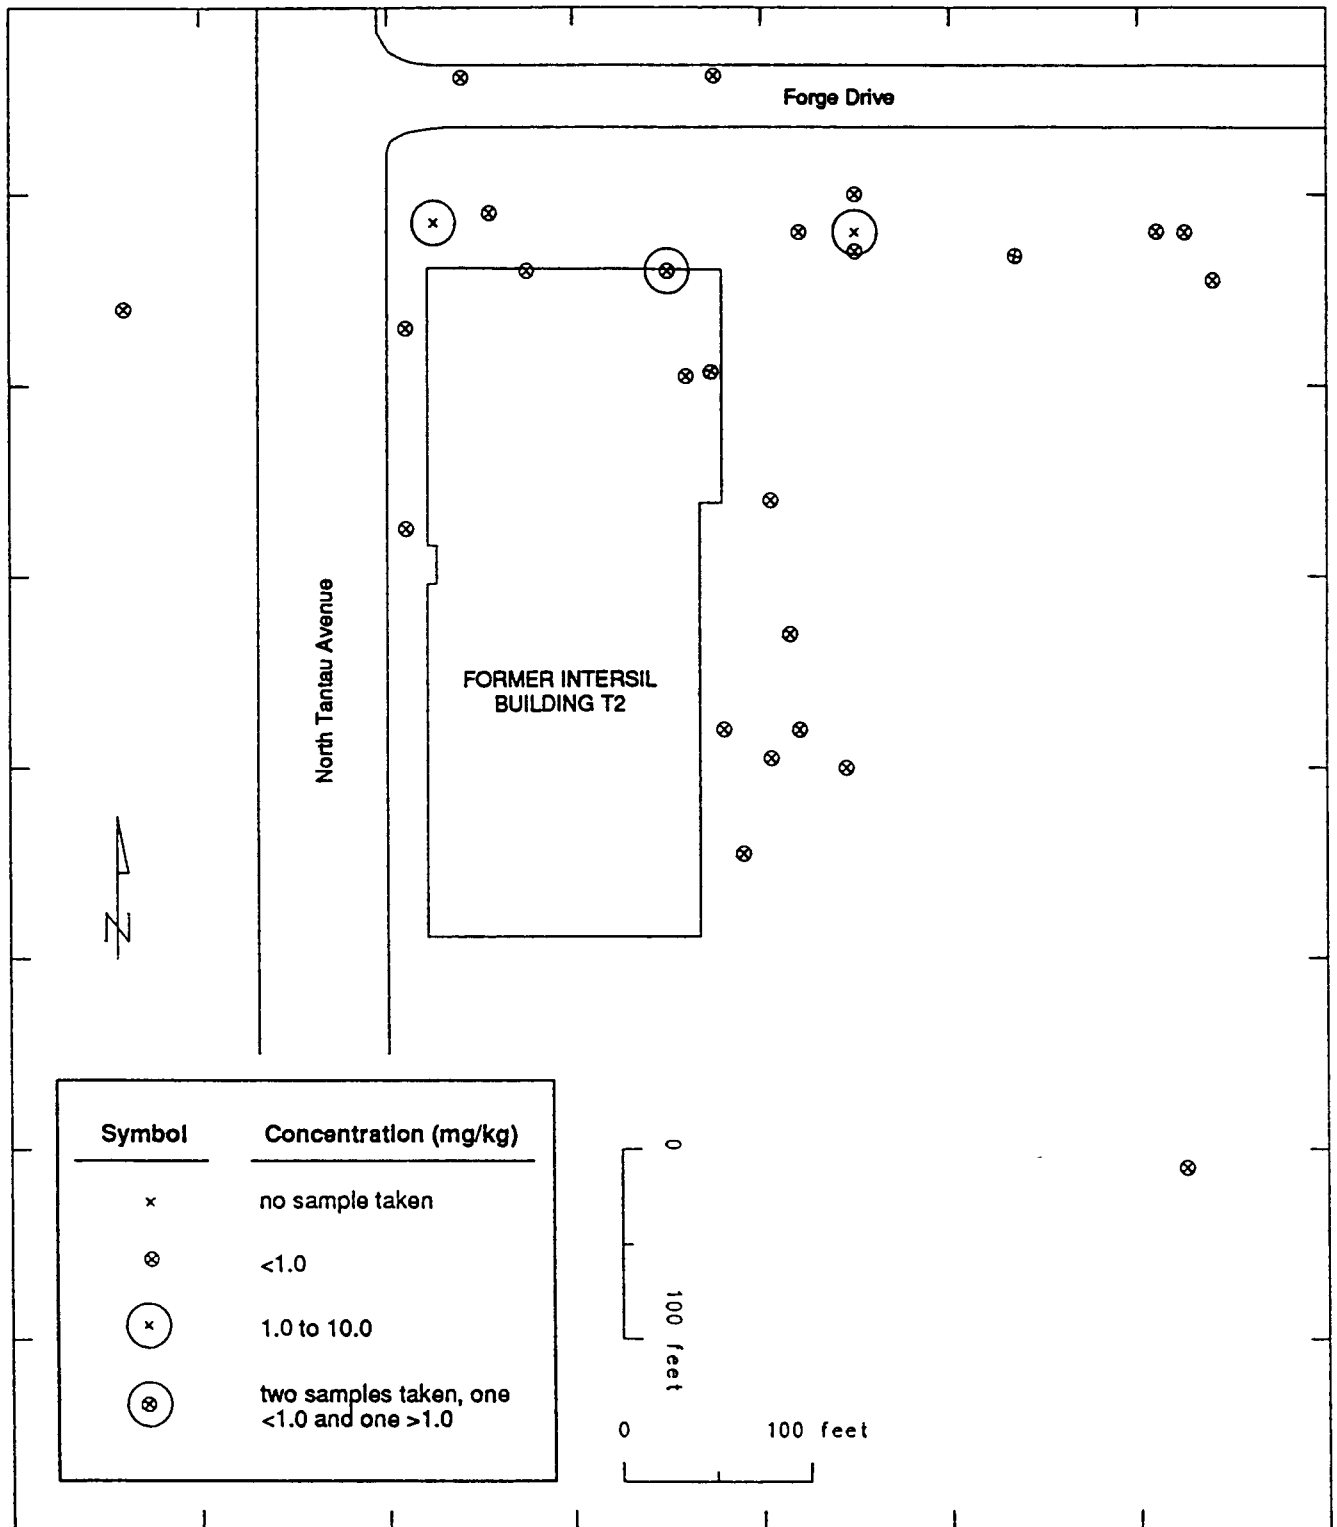 Forge Drive
North Tantau Avenue
FORMER INTERSIL
BUILDING T2
N
Symbol Concentration (mg/kg)
no sample taken
<1.0
1.0 to 10.0
two samples taken, one
<1.0 and one >1.0
0
100 feet
0 100 feet